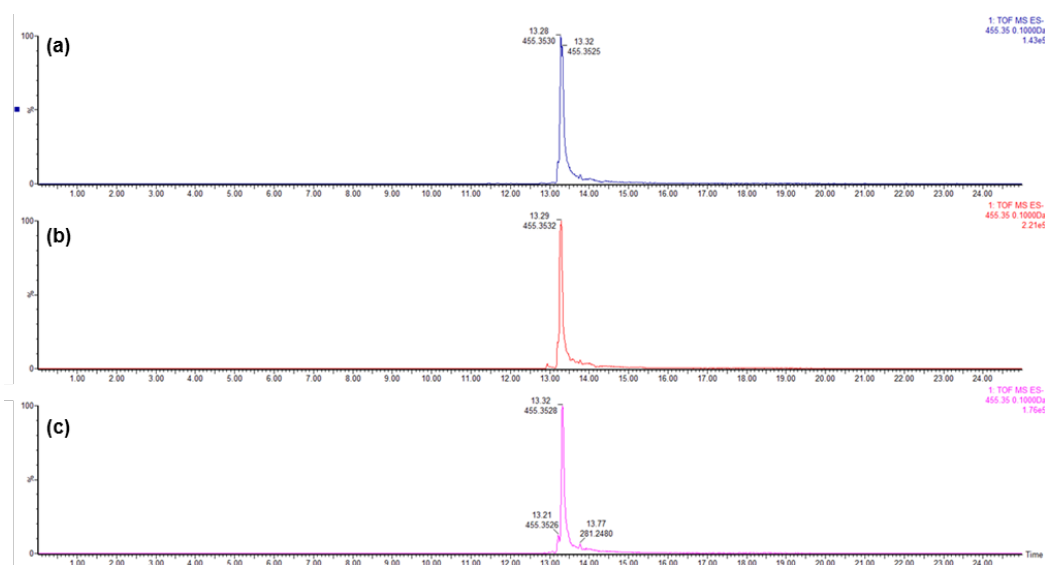 1: TOF MS ES-
455.35 0.1000Da
1.43e5
(a)
100
%
0
13.28
455.3530
13.32
455.3525
1.00 2.00 3.00 4.00 5.00 6.00 7.00 8.00 9.00 10.00 11.00 12.00 13.00 14.00 15.00 16.00 17.00 18.00 19.00 20.00 21.00 22.00 23.00 24.00
1: TOF MS ES-
455.35 0.1000Da
2.21e5
(b)
100
%
0
13.29
455.3532
1.00 2.00 3.00 4.00 5.00 6.00 7.00 8.00 9.00 10.00 11.00 12.00 13.00 14.00 15.00 16.00 17.00 18.00 19.00 20.00 21.00 22.00 23.00 24.00
1: TOF MS ES-
455.35 0.1000Da
1.76e5
(c)
100
%
0
13.32
455.3528
13.21
455.3526
13.77
281.2480
Time
1.00 2.00 3.00 4.00 5.00 6.00 7.00 8.00 9.00 10.00 11.00 12.00 13.00 14.00 15.00 16.00 17.00 18.00 19.00 20.00 21.00 22.00 23.00 24.00